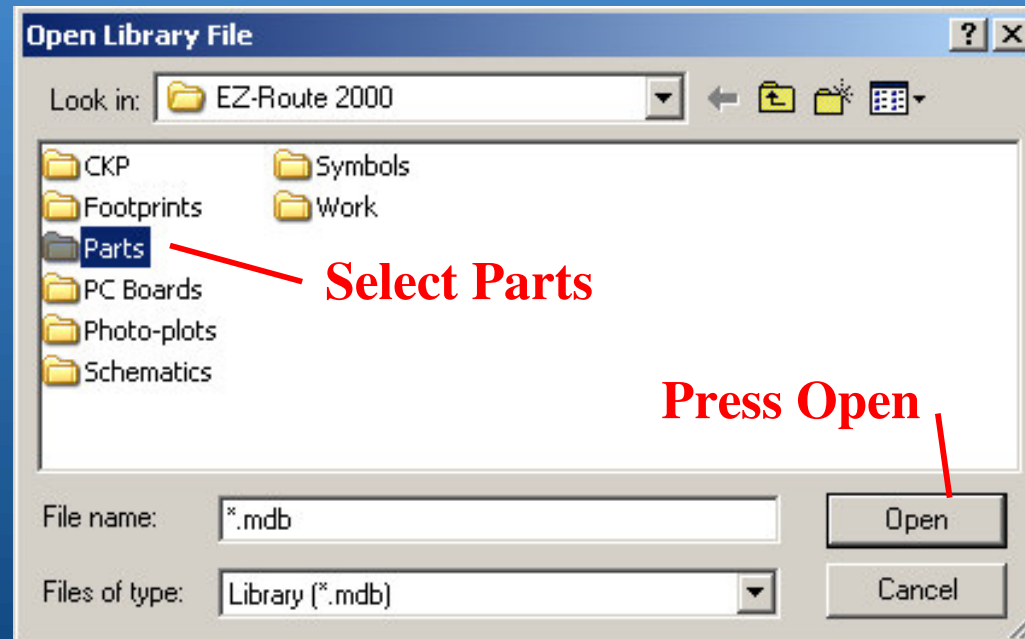 Open Library File
Look in: EZ-Route 2000
CKP
Footprints
Parts
PC Boards
Photo-plots
Schematics
Symbols
Work
Select Parts
Press Open
File name: *.mdb
Open
Files of type: Library (*.mdb)
Cancel